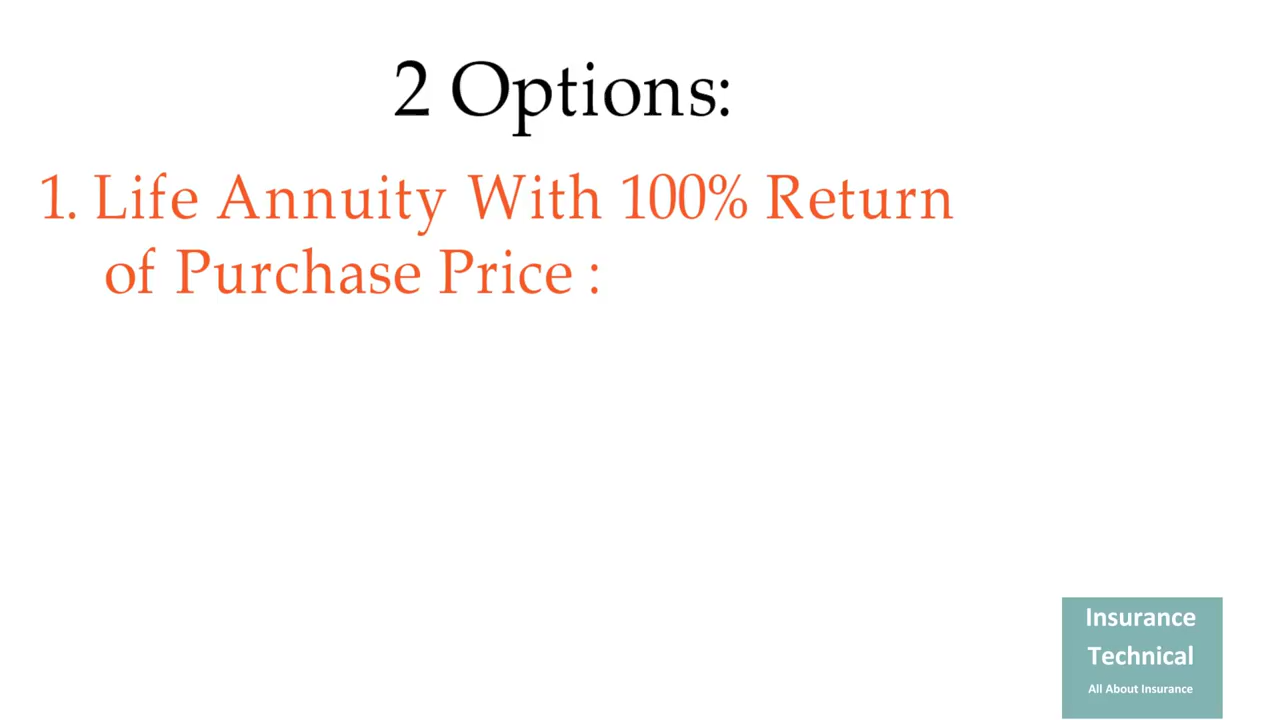 2 Options:
1. Life Annuity With 100% Return
of Purchase Price :
Insurance
Technical
All About Insurance